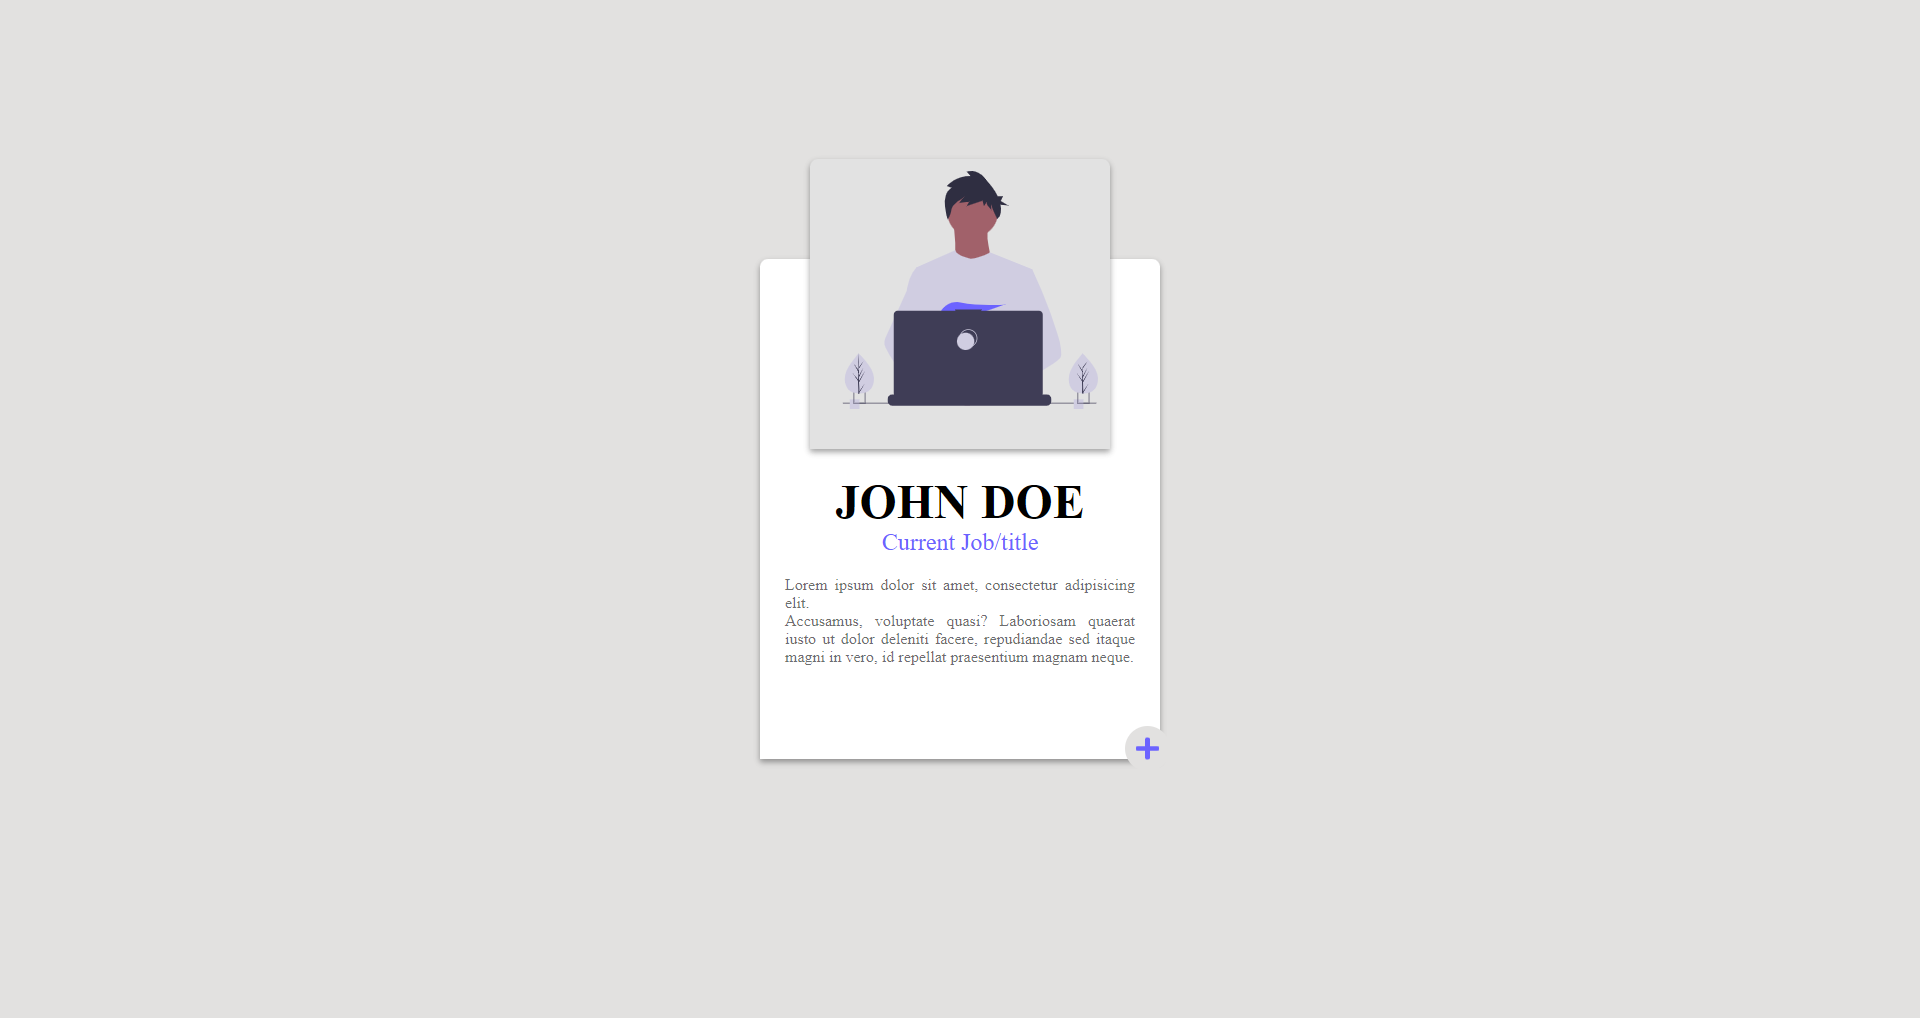 JOHN DOE
Current Job/title
Lorem ipsum dolor sit amet, consectetur adipisicing
elit.
Accusamus, voluptate quasi? Laboriosam quaerat
iusto ut dolor deleniti facere, repudiandae sed itaque
magni in vero, id repellat praesentium magnam neque.